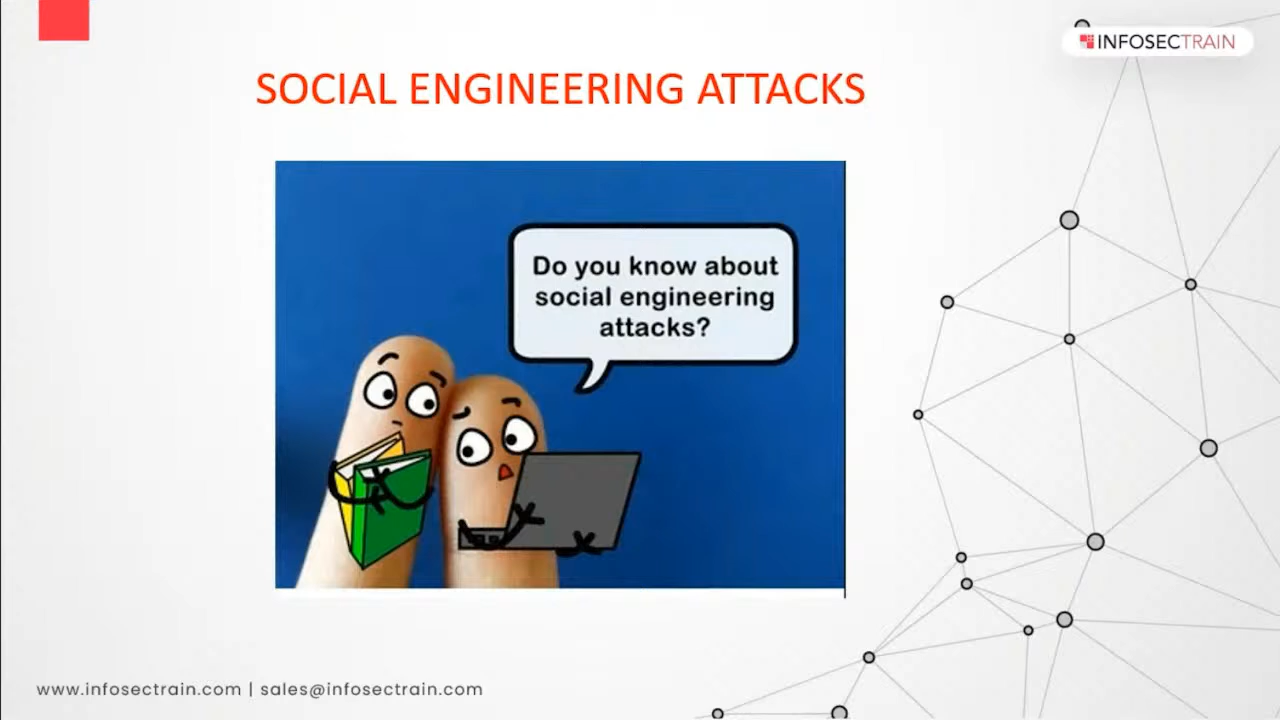 INFOSECTRAIN
SOCIAL ENGINEERING ATTACKS
Do you know about
social engineering
attacks?
www.infosectrain.com | sales@infosectrain.com